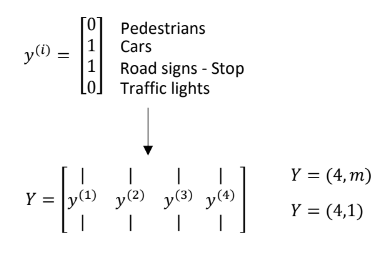 y^(i) = [0 1 1 0] Pedestrians
Cars
Road signs - Stop
Traffic lights
Y = [y^(1) y^(2) y^(3) y^(4)]
Y = (4, m)
Y = (4,1)